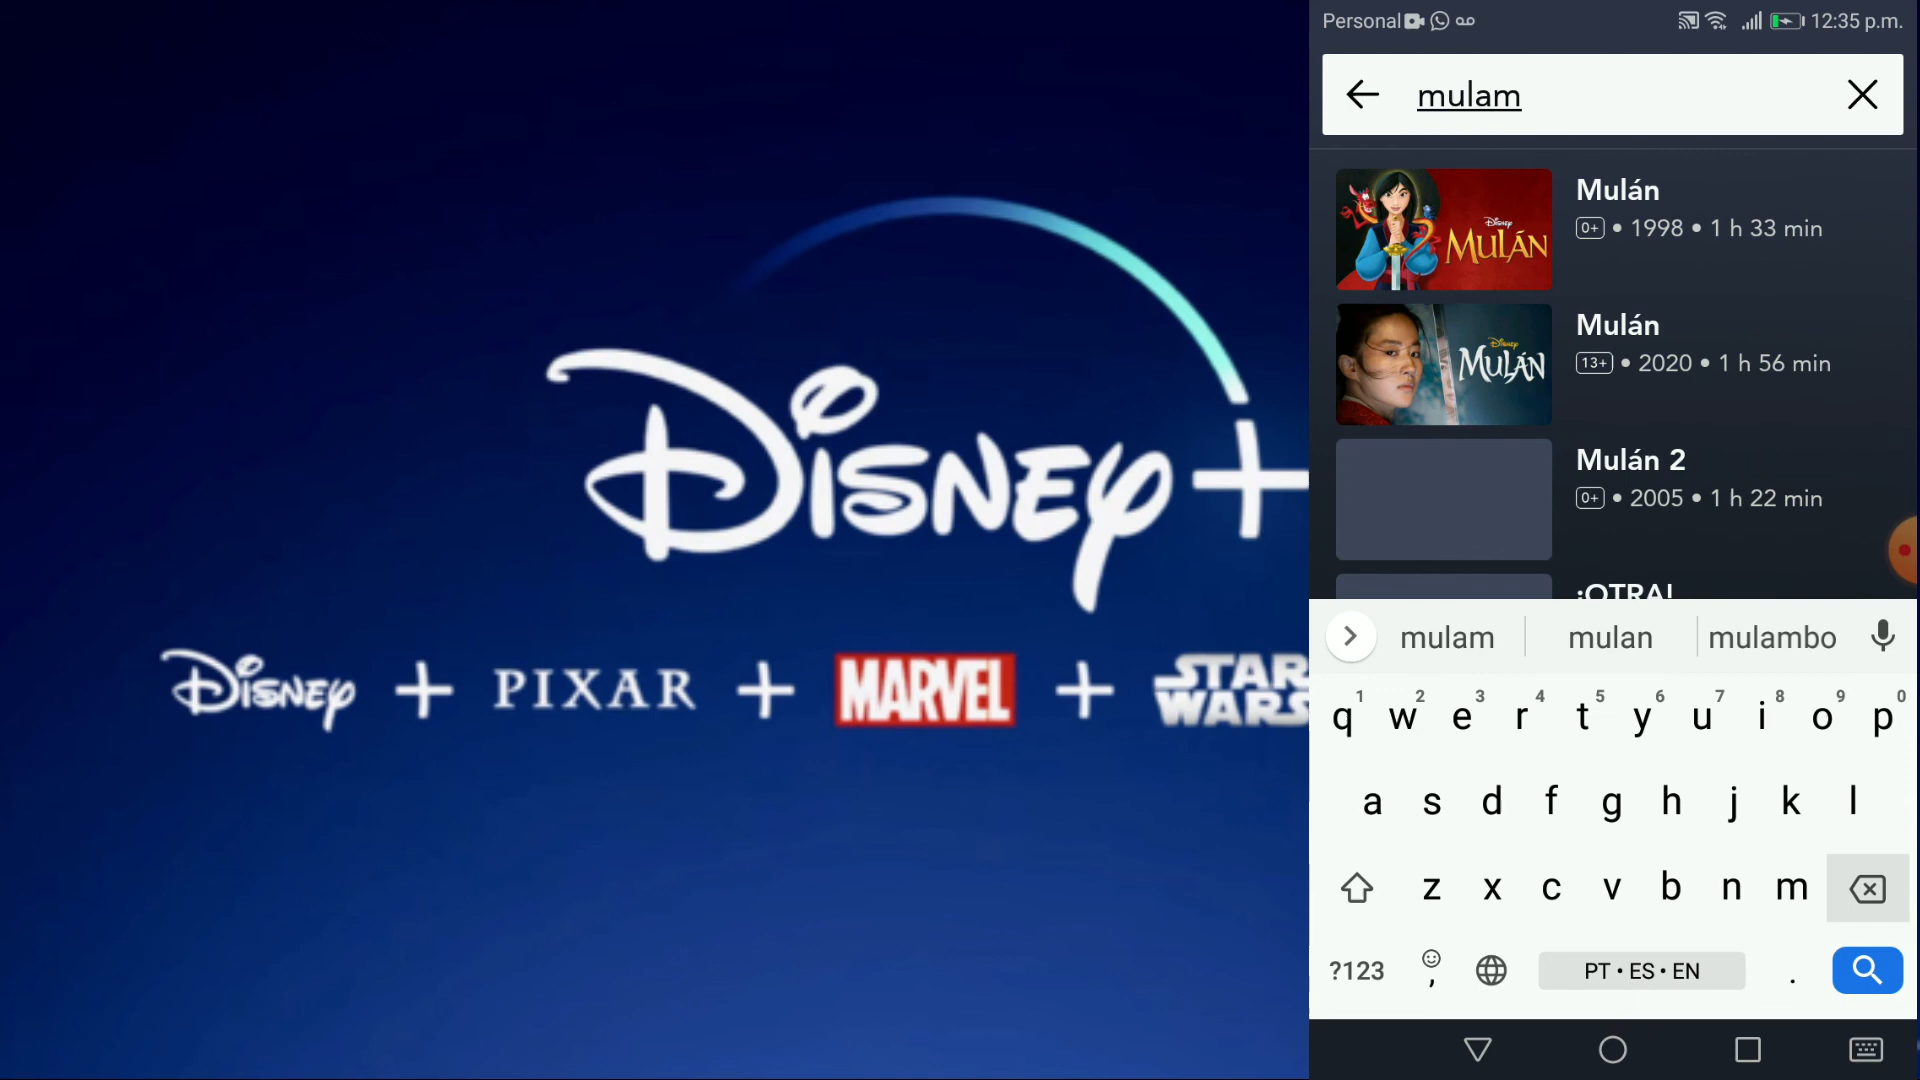 DISNEY+
DISNEY + PIXAR + MARVEL + STAR WARS
Personal 12:35 p.m.
mulam
DISNEY
MULÁN
Mulán
0+ • 1998 • 1 h 33 min
DISNEY
MULÁN
Mulán
13+ • 2020 • 1 h 56 min
Mulán 2
0+ • 2005 • 1 h 22 min
¡OTRA!
mulam mulan mulambo
1 2 3 4 5 6 7 8 9 0
q w e r t y u i o p
a s d f g h j k l
z x c v b n m
?123 , PT • ES • EN .